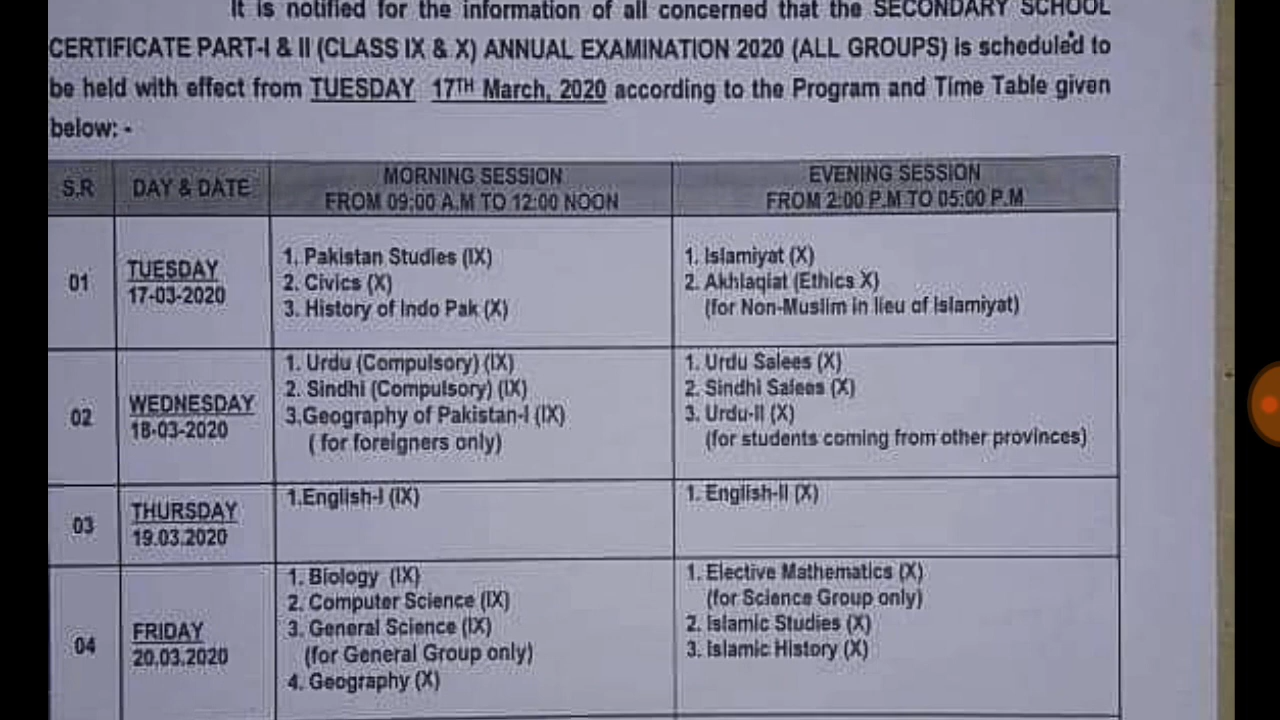 It is notified for the information of all concerned that the SECONDARY SCHOOL
CERTIFICATE PART-I & II (CLASS IX & X) ANNUAL EXAMINATION 2020 (ALL GROUPS) is scheduled to
be held with effect from TUESDAY 17TH March, 2020 according to the Program and Time Table given
below: -
S.R
DAY & DATE
MORNING SESSION
FROM 09:00 A.M TO 12:00 NOON
EVENING SESSION
FROM 2:00 P.M TO 05:00 P.M
01
TUESDAY
17-03-2020
1. Pakistan Studies (IX)
2. Civics (X)
3. History of Indo Pak (X)
1. Islamiyat (X)
2. Akhlaqiat (Ethics X)
(for Non-Muslim in lieu of Islamiyat)
02
WEDNESDAY
18-03-2020
1. Urdu (Compulsory) (IX)
2. Sindhi (Compulsory) (IX)
3.Geography of Pakistan-I (IX)
( for foreigners only)
1. Urdu Salees (X)
2. Sindhi Salees (X)
3. Urdu-II (X)
(for students coming from other provinces)
03
THURSDAY
19.03.2020
1.English-I (IX)
1. English-II (X)
04
FRIDAY
20.03.2020
1. Biology (IX)
2. Computer Science (IX)
3. General Science (IX)
(for General Group only)
4. Geography (X)
1. Elective Mathematics (X)
(for Science Group only)
2. Islamic Studies (X)
3. Islamic History (X)